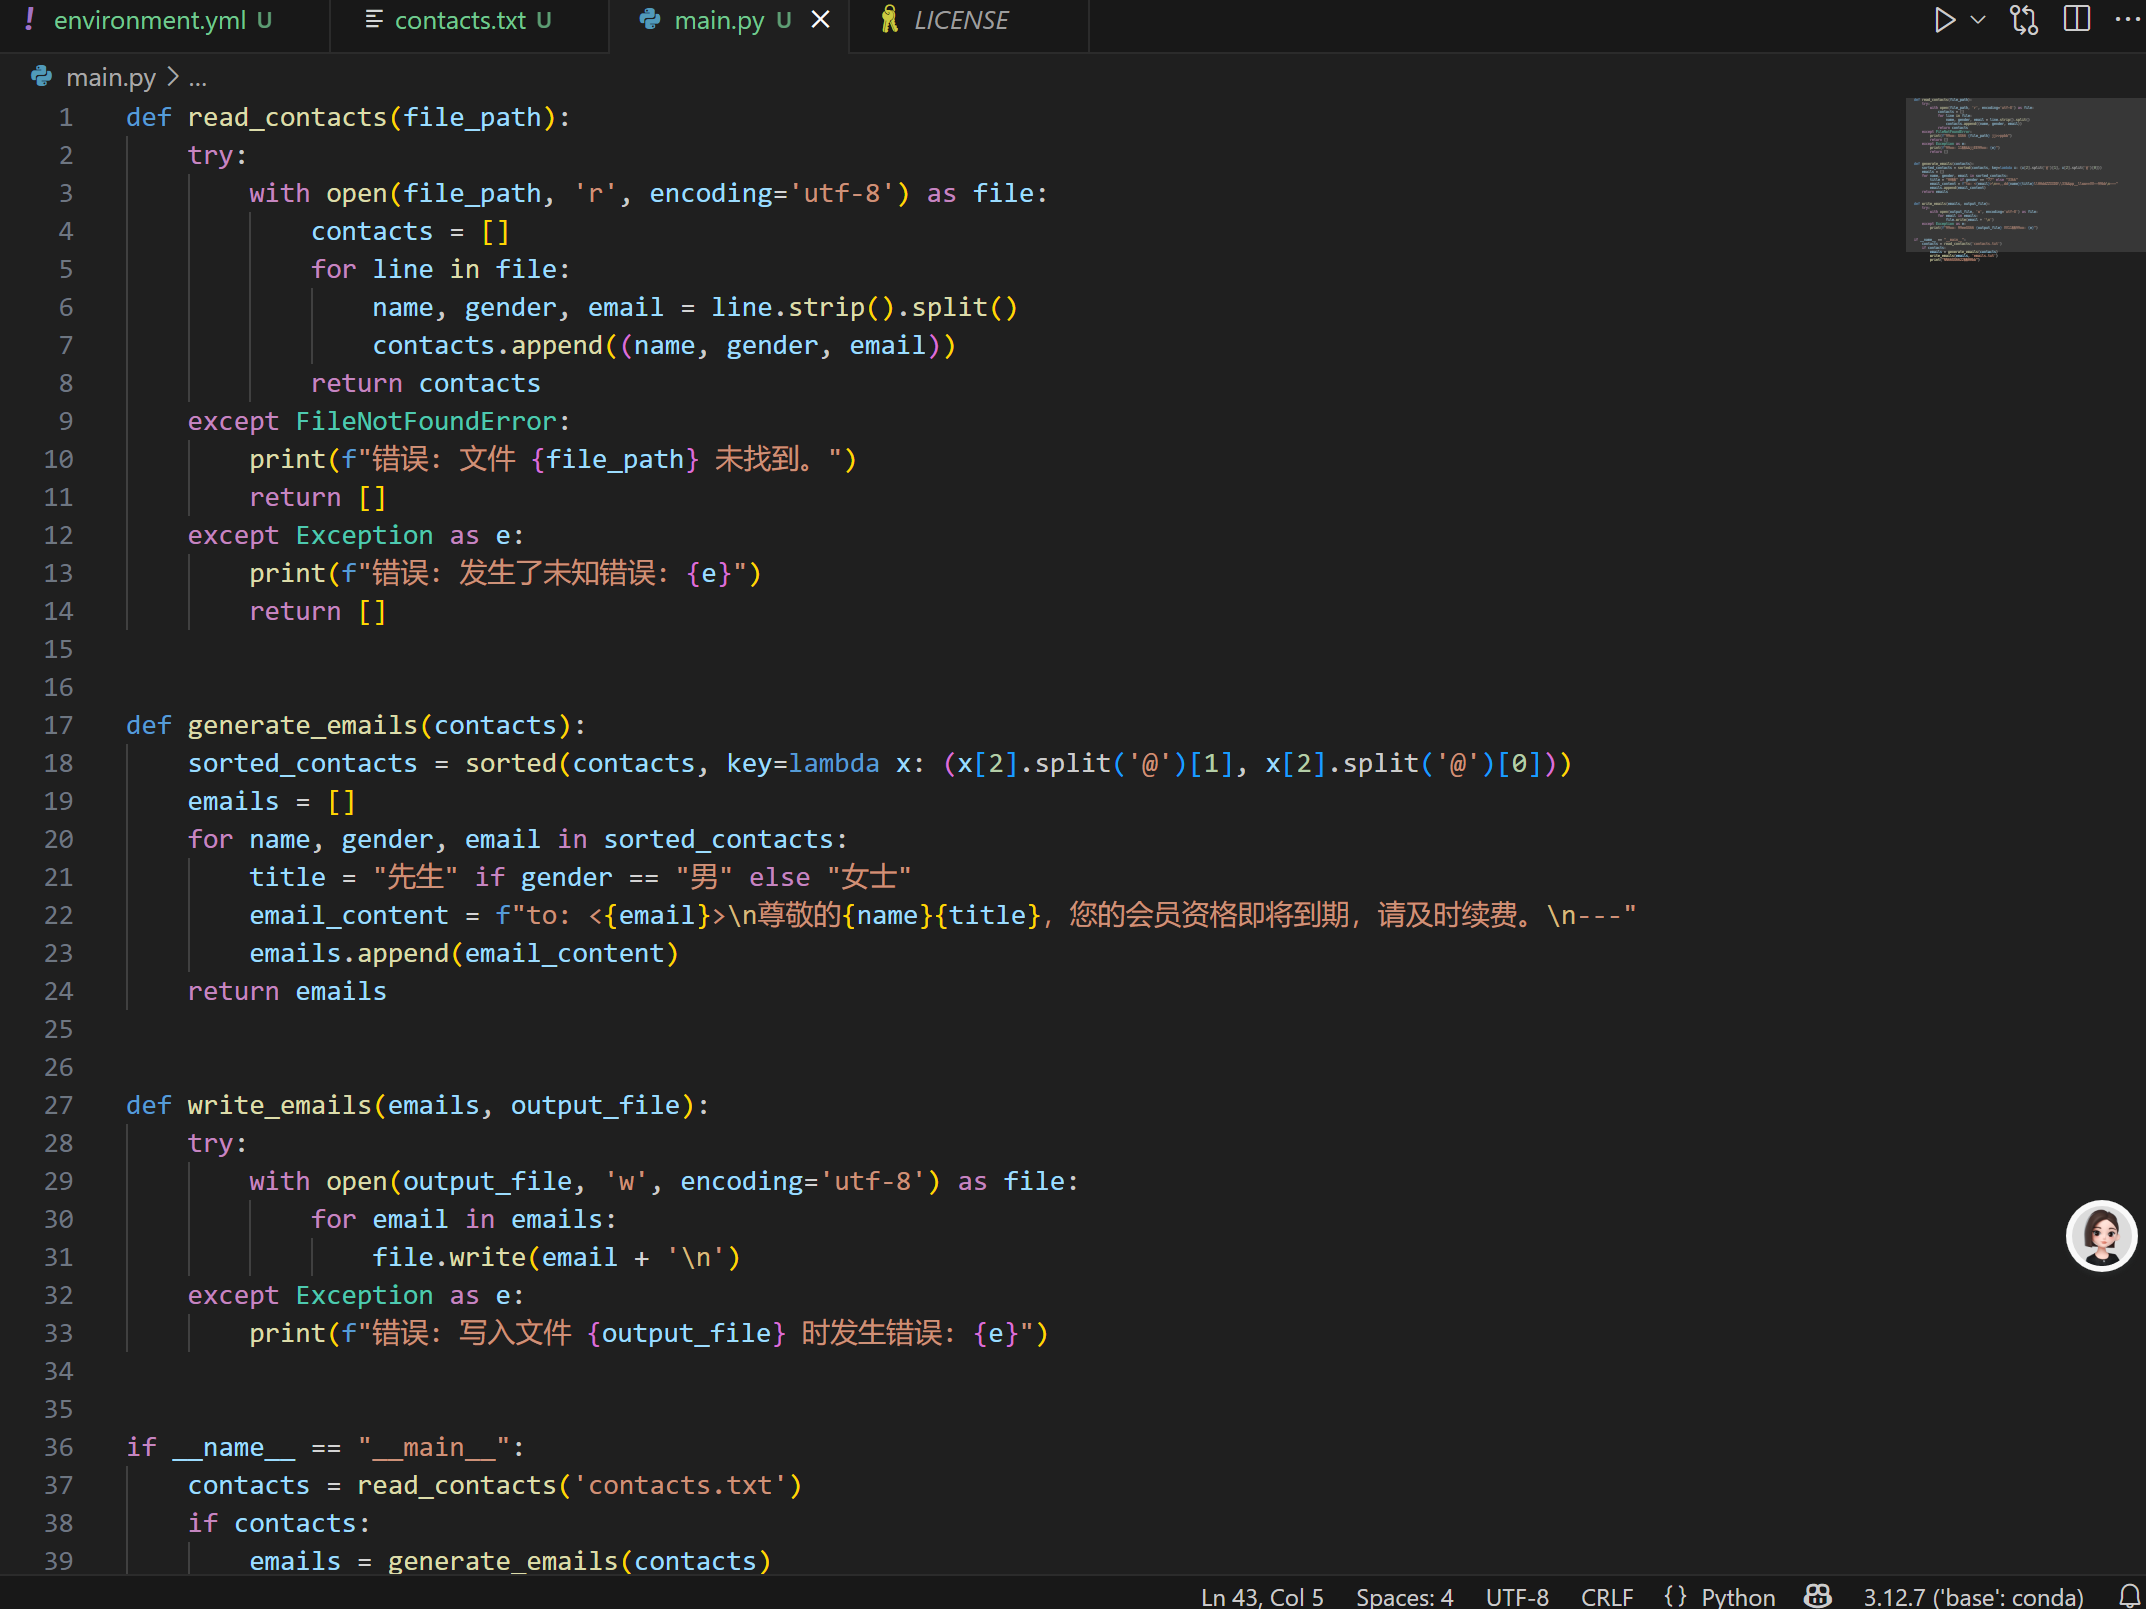 environment.yml U
contacts.txt U
main.py U
LICENSE
main.py > ...
1 def read_contacts(file_path):
2     try:
3         with open(file_path, 'r', encoding='utf-8') as file:
4             contacts = []
5             for line in file:
6                 name, gender, email = line.strip().split()
7                 contacts.append((name, gender, email))
8             return contacts
9     except FileNotFoundError:
10         print(f"错误: 文件 {file_path} 未找到。")
11         return []
12     except Exception as e:
13         print(f"错误: 发生了未知错误: {e}")
14         return []
15
16
17 def generate_emails(contacts):
18     sorted_contacts = sorted(contacts, key=lambda x: (x[2].split('@')[1], x[2].split('@')[0]))
19     emails = []
20     for name, gender, email in sorted_contacts:
21         title = "先生" if gender == "男" else "女士"
22         email_content = f"to: <{email}>\n尊敬的{name}{title}，您的会员资格即将到期，请及时续费。\n---"
23         emails.append(email_content)
24     return emails
25
26
27 def write_emails(emails, output_file):
28     try:
29         with open(output_file, 'w', encoding='utf-8') as file:
30             for email in emails:
31                 file.write(email + '\n')
32     except Exception as e:
33         print(f"错误: 写入文件 {output_file} 时发生错误: {e}")
34
35
36 if __name__ == "__main__":
37     contacts = read_contacts('contacts.txt')
38     if contacts:
39         emails = generate_emails(contacts)
Ln 43, Col 5 Spaces: 4 UTF-8 CRLF {} Python 3.12.7 ('base': conda)